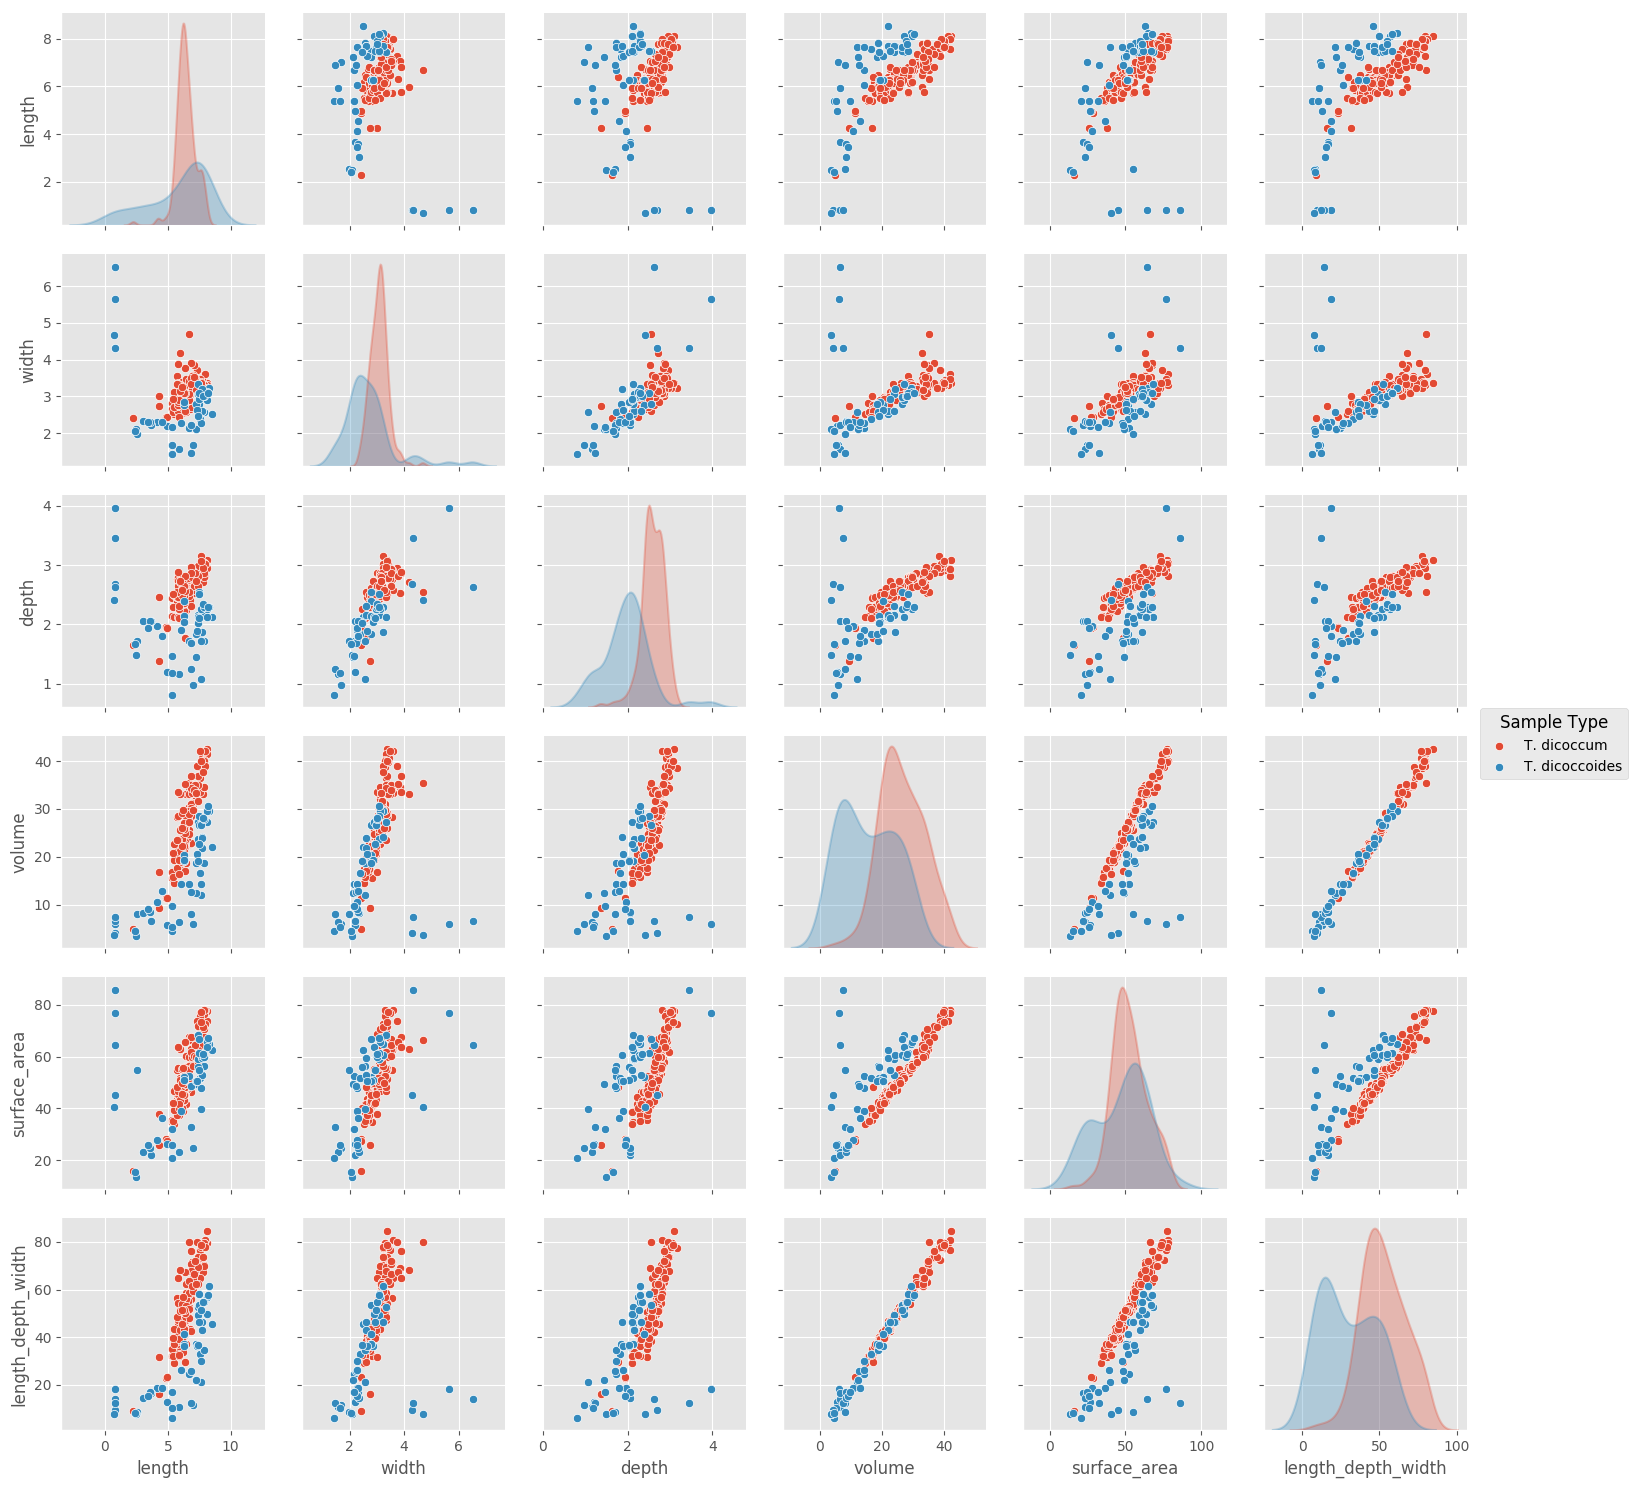 length
8
6
4
2
width
6
5
4
3
2
depth
4
3
2
1
Sample Type
T. dicoccum
T. dicoccoides
volume
40
30
20
10
surface_area
80
60
40
20
length_depth_width
80
60
40
20
0 5 10 2 4 6 0 2 4 0 20 40 0 50 100 0 50 100
length width depth volume surface_area length_depth_width